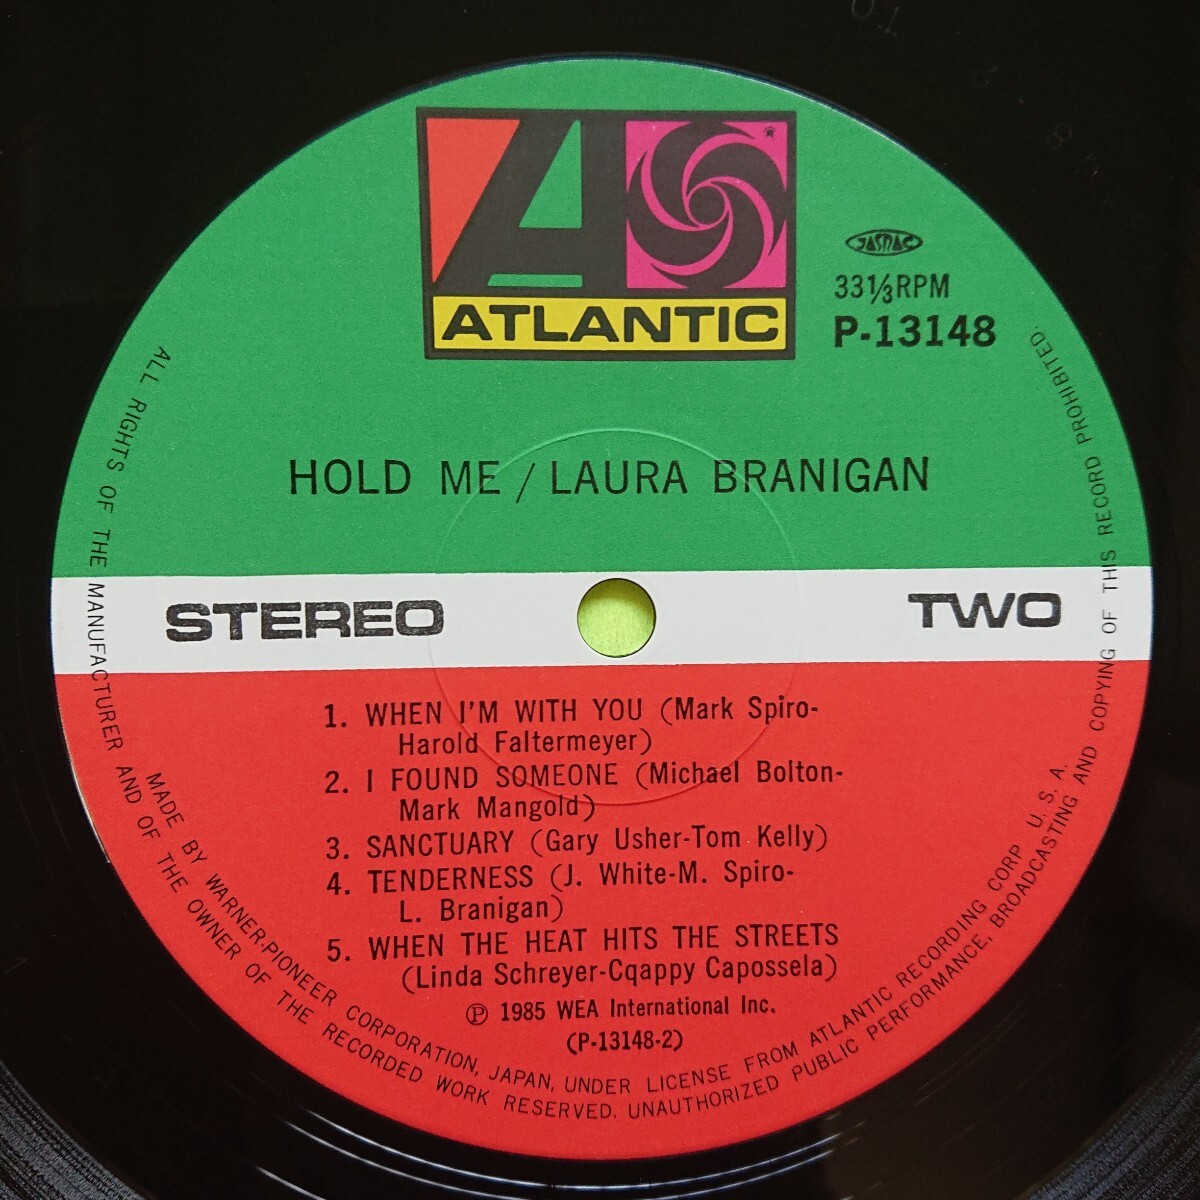 ATLANTIC
JASRAC
33⅓RPM
P-13148
HOLD ME / LAURA BRANIGAN
STEREO
TWO
1. WHEN I'M WITH YOU (Mark Spiro-
Harold Faltermeyer)
2. I FOUND SOMEONE (Michael Bolton-
Mark Mangold)
3. SANCTUARY (Gary Usher-Tom Kelly)
4. TENDERNESS (J. White-M. Spiro-
L. Branigan)
5. WHEN THE HEAT HITS THE STREETS
(Linda Schreyer-Cqappy Capossela)
℗ 1985 WEA International Inc.
(P-13148-2)
MADE BY WARNER-PIONEER CORPORATION, JAPAN, UNDER LICENSE FROM ATLANTIC RECORDING CORP U.S.A.
ALL RIGHTS OF THE MANUFACTURER AND OF THE OWNER OF THE RECORDED WORK RESERVED. UNAUTHORIZED PUBLIC PERFORMANCE, BROADCASTING AND COPYING OF THIS RECORD PROHIBITED.